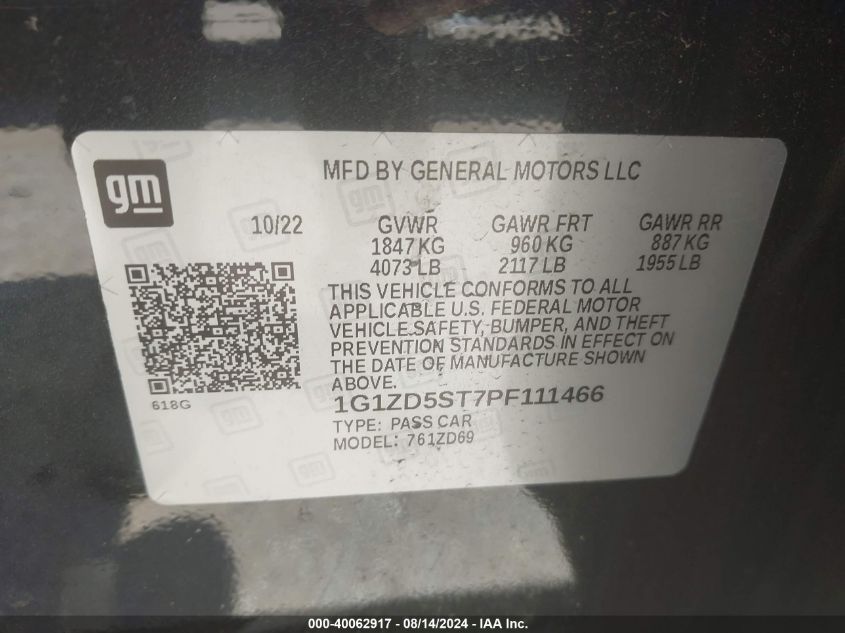 gm
MFD BY GENERAL MOTORS LLC
10/22 GVWR GAWR FRT GAWR RR
1847 KG 960 KG 887 KG
4073 LB 2117 LB 1955 LB
THIS VEHICLE CONFORMS TO ALL
APPLICABLE U.S. FEDERAL MOTOR
VEHICLE SAFETY, BUMPER, AND THEFT
PREVENTION STANDARDS IN EFFECT ON
THE DATE OF MANUFACTURE SHOWN
ABOVE.
618G
1G1ZD5ST7PF111466
TYPE: PASS CAR
MODEL: 761ZD69
000-40062917 - 08/14/2024 - IAA Inc.